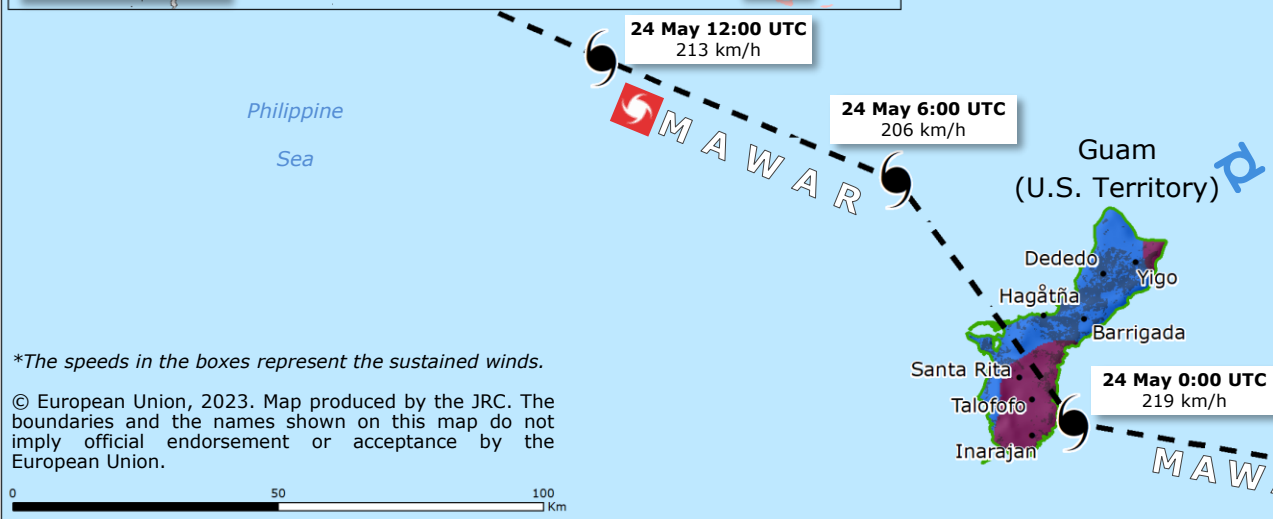 24 May 12:00 UTC
213 km/h
Philippine
Sea
MAWAR
24 May 6:00 UTC
206 km/h
Guam
(U.S. Territory)
Dededo
Yigo
Hagåtña
Barrigada
*The speeds in the boxes represent the sustained winds.
Santa Rita
24 May 0:00 UTC
219 km/h
© European Union, 2023. Map produced by the JRC. The
boundaries and the names shown on this map do not
imply official endorsement or acceptance by the
European Union.
Talofofo
Inarajan
MAW
0 50 100
Km